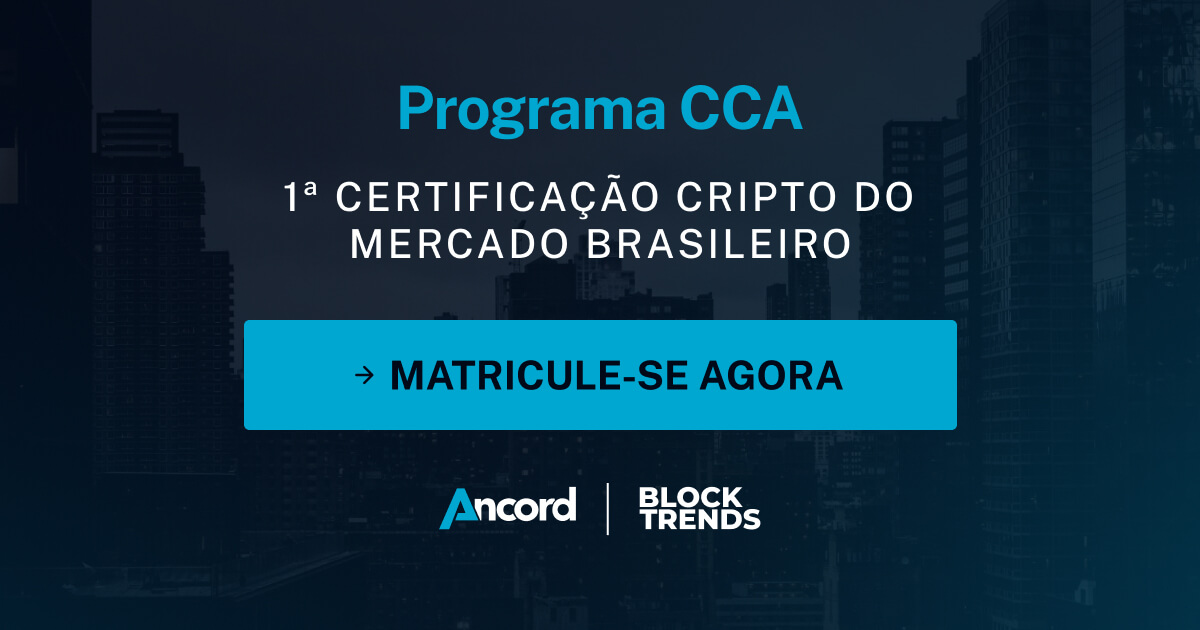 Programa CCA
1ª CERTIFICAÇÃO CRIPTO DO
MERCADO BRASILEIRO
→ MATRICULE-SE AGORA
Ancord
BLOCK
TRENDS